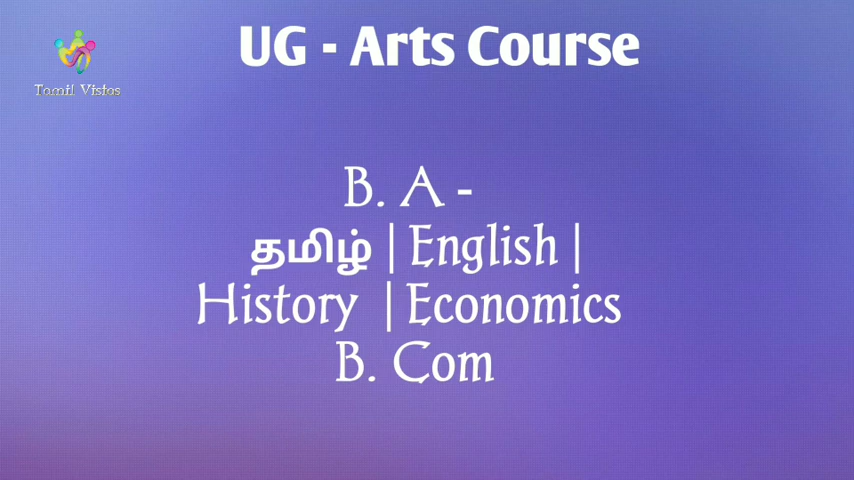 UG - Arts Course
Tamil Vistas
B. A -
தமிழ் | English |
History | Economics
B. Com